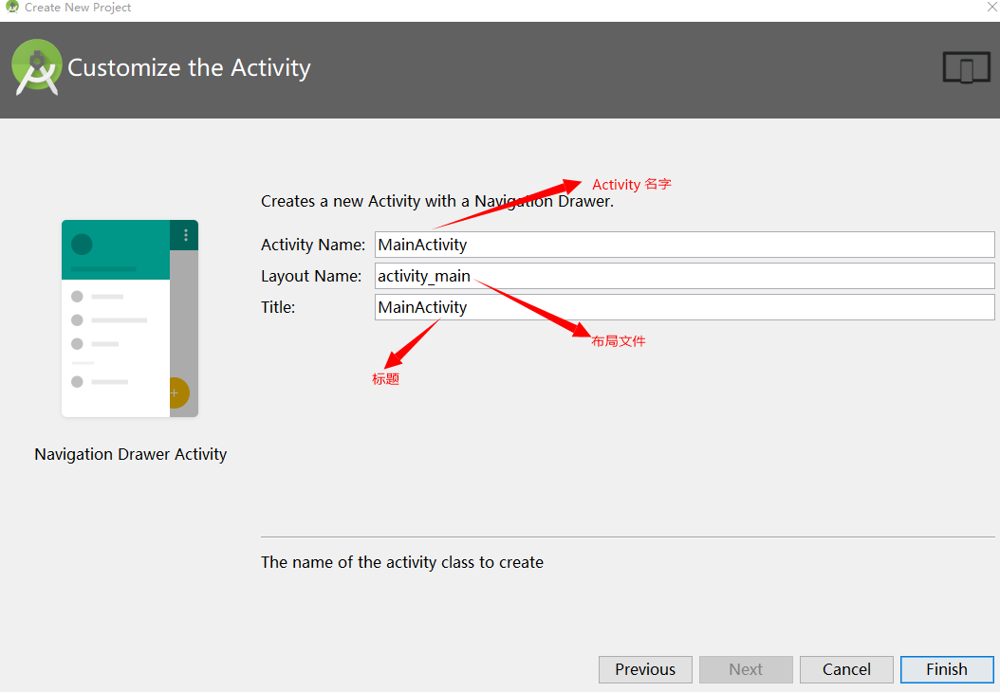 Create New Project
Customize the Activity
Activity 名字
Creates a new Activity with a Navigation Drawer.
Activity Name: MainActivity
Layout Name: activity_main
Title: MainActivity
布局文件
标题
Navigation Drawer Activity
The name of the activity class to create
Previous Next Cancel Finish